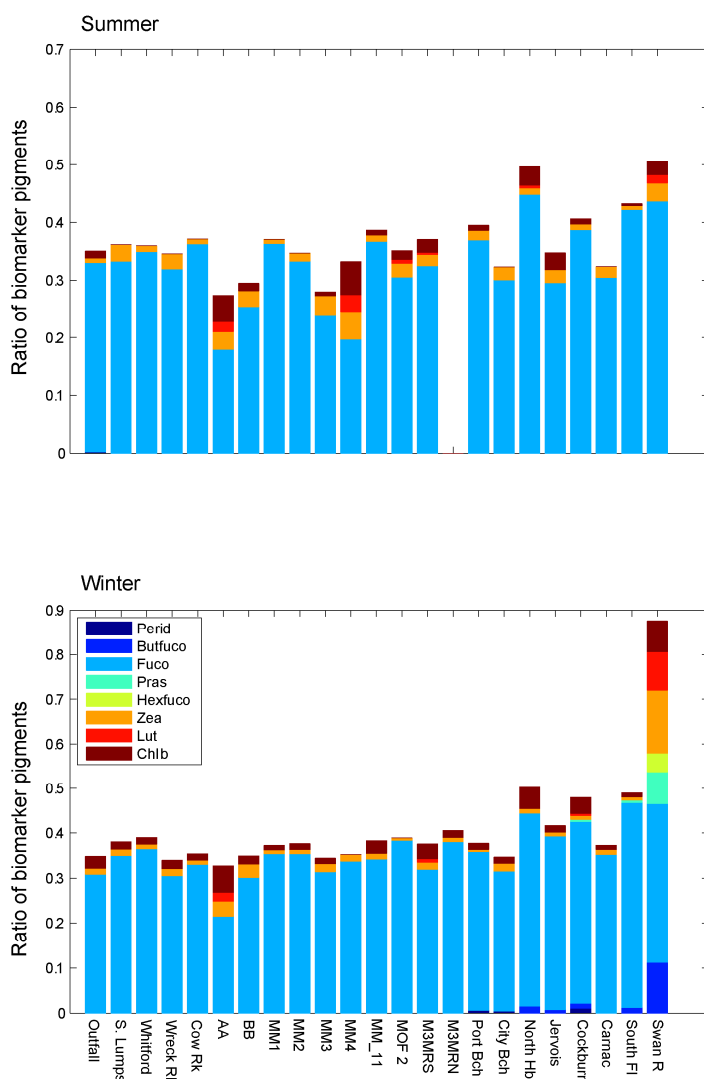 Summer
0.7
0.6
0.5
0.4
0.3
0.2
0.1
0
Ratio of biomarker pigments
Winter
0.9
0.8
0.7
0.6
0.5
0.4
0.3
0.2
0.1
0
Ratio of biomarker pigments
Perid
Butfuco
Fuco
Pras
Hexfuco
Zea
Lut
Chlb
Outfall
S. Lumps
Whitford
Wreck R
Cow Rk
AA
BB
MM1
MM2
MM3
MM4
MM_11
MOF 2
M3MRS
M3MRN
Port Bch
City Bch
North Hb
Jervois
Cockburn
Carnac
South Fl
Swan R